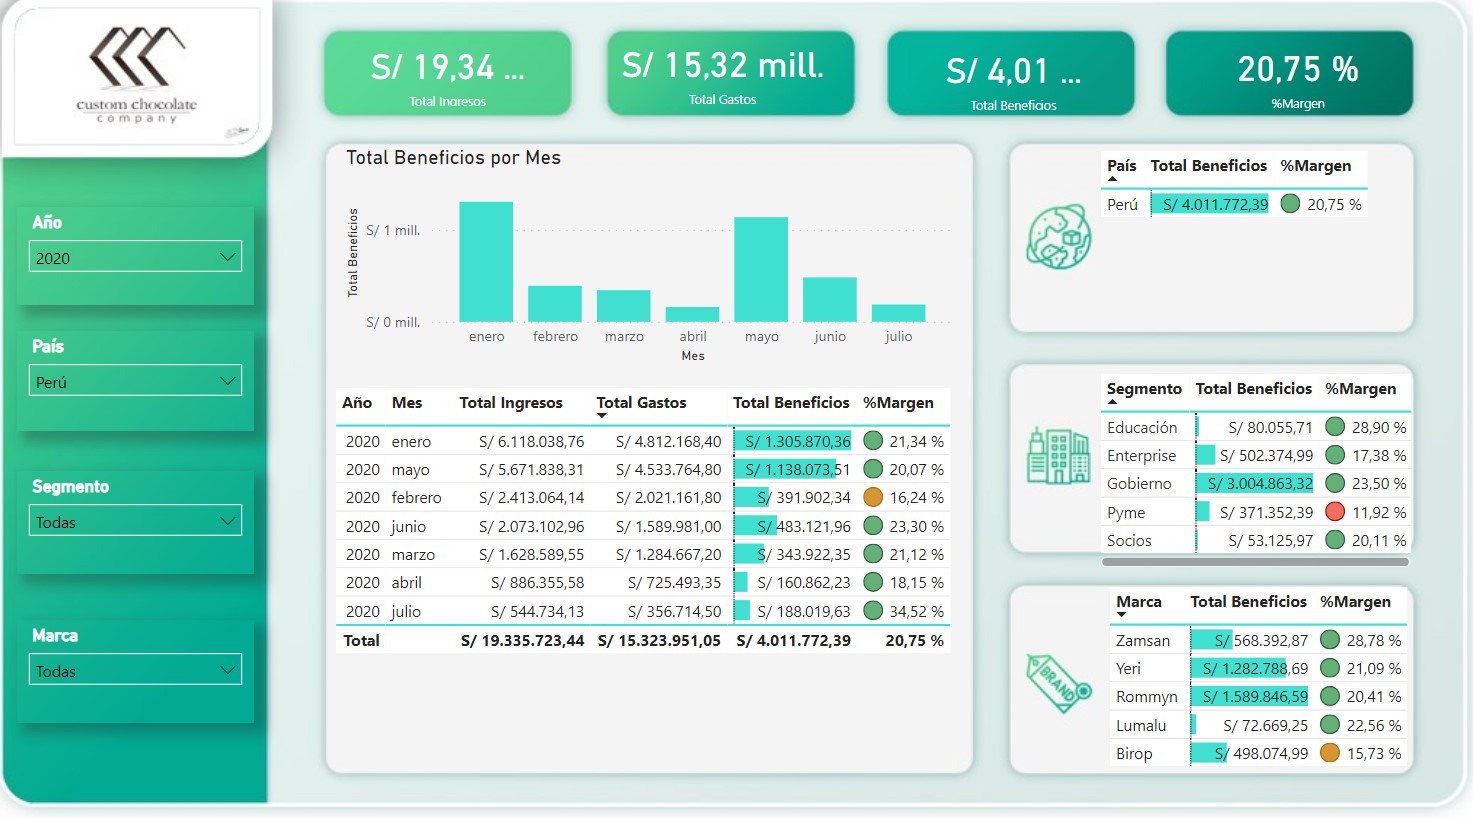 custom chocolate
company
S/ 19,34 ...
Total Ingresos
S/ 15,32 mill.
Total Gastos
S/ 4,01 ...
Total Beneficios
20,75 %
%Margen
Año
2020
País
Perú
Segmento
Todas
Marca
Todas
Total Beneficios por Mes
Total Beneficios
S/ 1 mill.
S/ 0 mill.
enero febrero marzo abril mayo junio julio
Mes
Año Mes Total Ingresos Total Gastos Total Beneficios %Margen
2020 enero S/ 6.118.038,76 S/ 4.812.168,40 S/ 1.305.870,36 21,34 %
2020 mayo S/ 5.671.838,31 S/ 4.533.764,80 S/ 1.138.073,51 20,07 %
2020 febrero S/ 2.413.064,14 S/ 2.021.161,80 S/ 391.902,34 16,24 %
2020 junio S/ 2.073.102,96 S/ 1.589.981,00 S/ 483.121,96 23,30 %
2020 marzo S/ 1.628.589,55 S/ 1.284.667,20 S/ 343.922,35 21,12 %
2020 abril S/ 886.355,58 S/ 725.493,35 S/ 160.862,23 18,15 %
2020 julio S/ 544.734,13 S/ 356.714,50 S/ 188.019,63 34,52 %
Total S/ 19.335.723,44 S/ 15.323.951,05 S/ 4.011.772,39 20,75 %
País Total Beneficios %Margen
Perú S/ 4.011.772,39 20,75 %
Segmento Total Beneficios %Margen
Educación S/ 80.055,71 28,90 %
Enterprise S/ 502.374,99 17,38 %
Gobierno S/ 3.004.863,32 23,50 %
Pyme S/ 371.352,39 11,92 %
Socios S/ 53.125,97 20,11 %
BRAND
Marca Total Beneficios %Margen
Zamsan S/ 568.392,87 28,78 %
Yeri S/ 1.282.788,69 21,09 %
Rommyn S/ 1.589.846,59 20,41 %
Lumalu S/ 72.669,25 22,56 %
Birop S/ 498.074,99 15,73 %